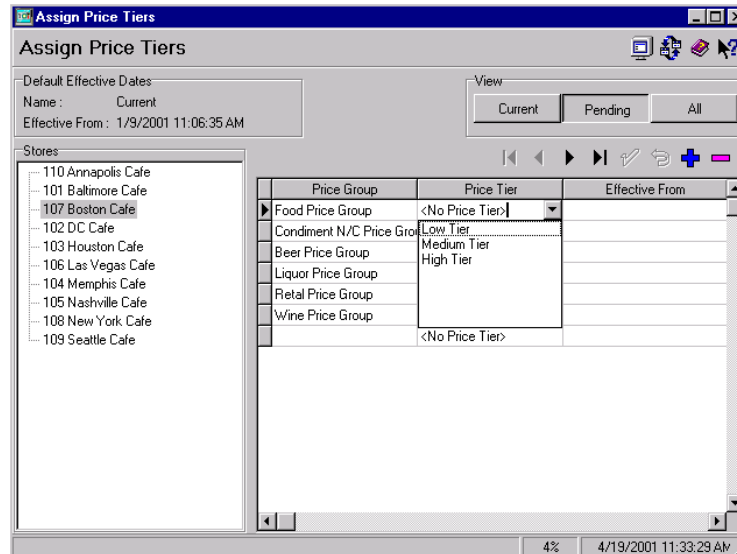 Assign Price Tiers
Assign Price Tiers
Default Effective Dates
Name : Current
Effective From : 1/9/2001 11:06:35 AM
View
Current Pending All
Stores
110 Annapolis Cafe
101 Baltimore Cafe
107 Boston Cafe
102 DC Cafe
103 Houston Cafe
106 Las Vegas Cafe
104 Memphis Cafe
105 Nashville Cafe
108 New York Cafe
109 Seattle Cafe
Price Group Price Tier Effective From
Food Price Group <No Price Tier>
Condiment N/C Price Gro
Beer Price Group
Liquor Price Group
Retal Price Group
Wine Price Group
Low Tier
Medium Tier
High Tier
<No Price Tier>
4% 4/19/2001 11:33:29 AM